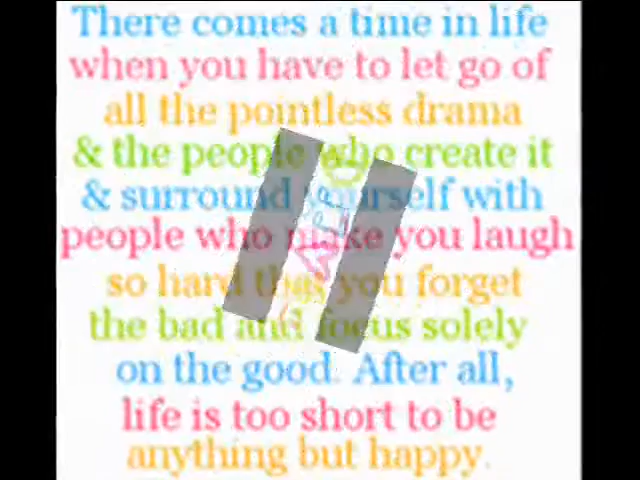 There comes a time in life
when you have to let go of
all the pointless drama
& the people who create it
& surround yourself with
people who make you laugh
so hard that you forget
the bad and focus solely
on the good. After all,
life is too short to be
anything but happy.